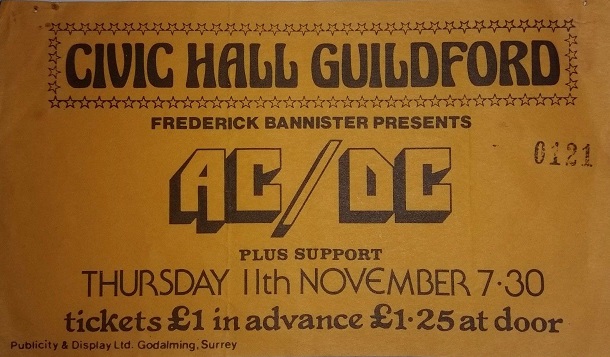 CIVIC HALL GUILDFORD
FREDERICK BANNISTER PRESENTS
AC/DC
0121
PLUS SUPPORT
THURSDAY 11th NOVEMBER 7·30
tickets £1 in advance £1·25 at door
Publicity & Display Ltd. Godalming, Surrey